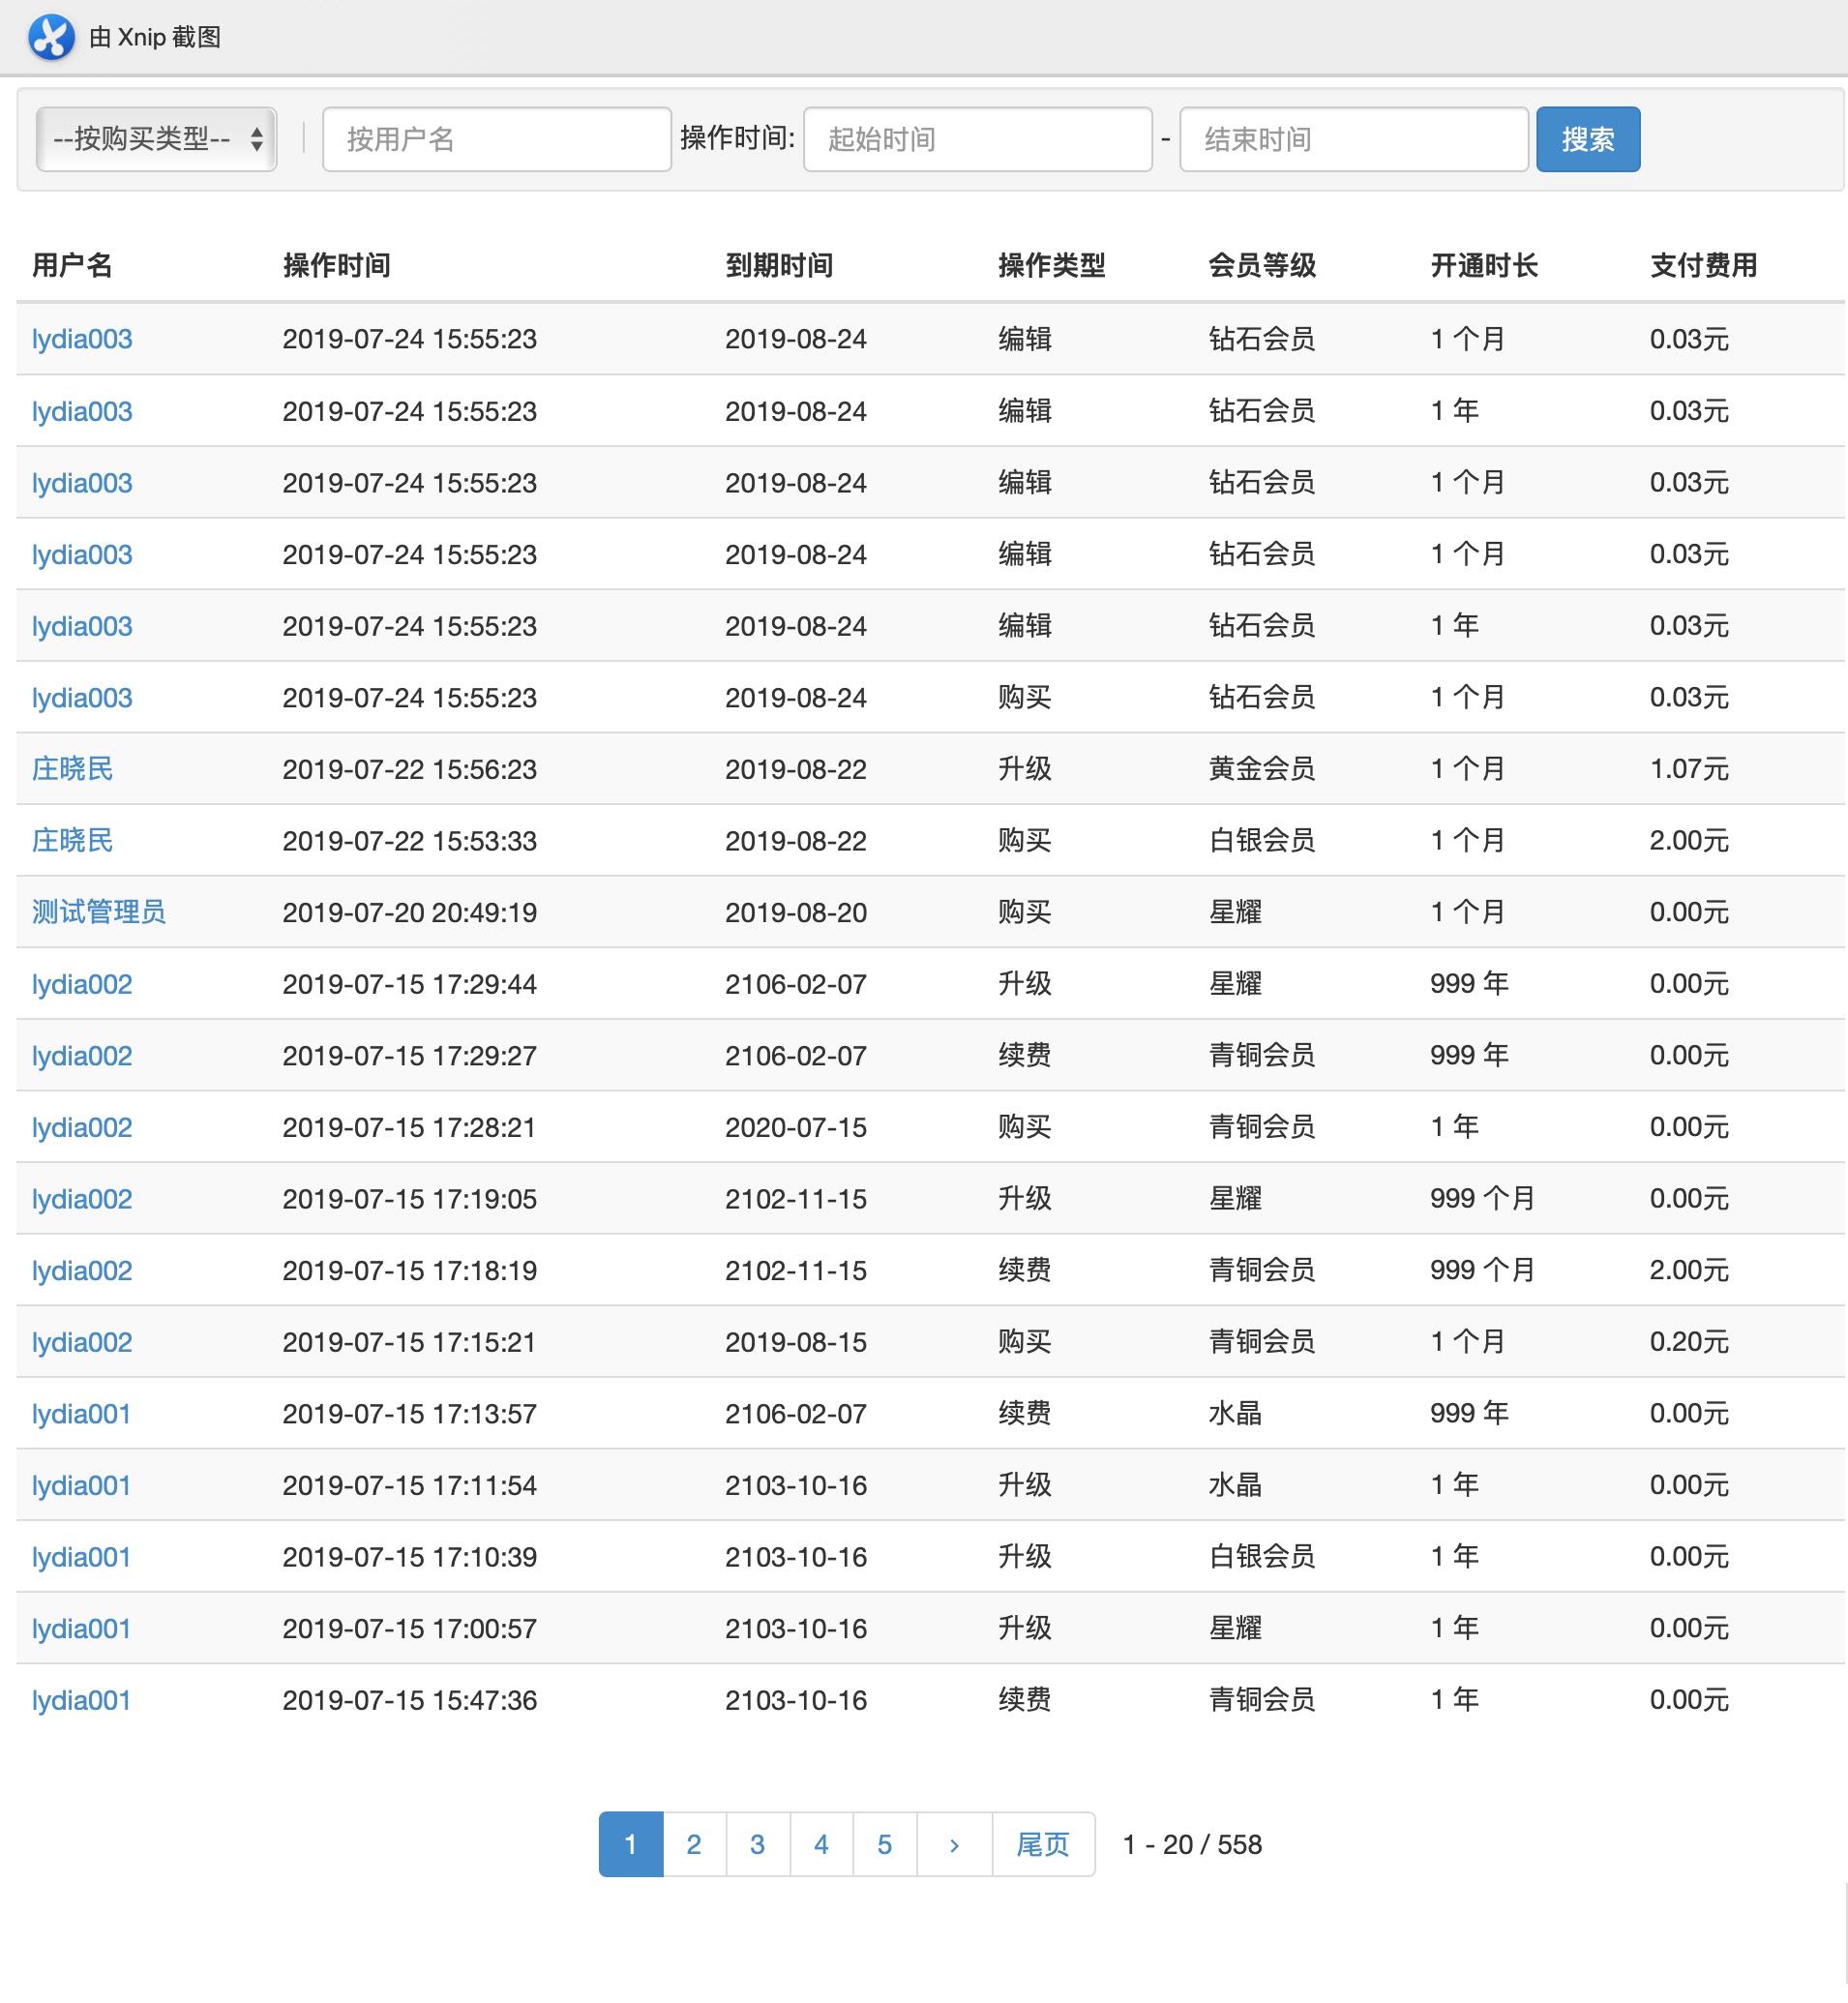 由 Xnip 截图
--按购买类型-- 按用户名 操作时间: 起始时间 - 结束时间 搜索
用户名 操作时间 到期时间 操作类型 会员等级 开通时长 支付费用
lydia003 2019-07-24 15:55:23 2019-08-24 编辑 钻石会员 1 个月 0.03元
lydia003 2019-07-24 15:55:23 2019-08-24 编辑 钻石会员 1 年 0.03元
lydia003 2019-07-24 15:55:23 2019-08-24 编辑 钻石会员 1 个月 0.03元
lydia003 2019-07-24 15:55:23 2019-08-24 编辑 钻石会员 1 个月 0.03元
lydia003 2019-07-24 15:55:23 2019-08-24 编辑 钻石会员 1 年 0.03元
lydia003 2019-07-24 15:55:23 2019-08-24 购买 钻石会员 1 个月 0.03元
庄晓民 2019-07-22 15:56:23 2019-08-22 升级 黄金会员 1 个月 1.07元
庄晓民 2019-07-22 15:53:33 2019-08-22 购买 白银会员 1 个月 2.00元
测试管理员 2019-07-20 20:49:19 2019-08-20 购买 星耀 1 个月 0.00元
lydia002 2019-07-15 17:29:44 2106-02-07 升级 星耀 999 年 0.00元
lydia002 2019-07-15 17:29:27 2106-02-07 续费 青铜会员 999 年 0.00元
lydia002 2019-07-15 17:28:21 2020-07-15 购买 青铜会员 1 年 0.00元
lydia002 2019-07-15 17:19:05 2102-11-15 升级 星耀 999 个月 0.00元
lydia002 2019-07-15 17:18:19 2102-11-15 续费 青铜会员 999 个月 2.00元
lydia002 2019-07-15 17:15:21 2019-08-15 购买 青铜会员 1 个月 0.20元
lydia001 2019-07-15 17:13:57 2106-02-07 续费 水晶 999 年 0.00元
lydia001 2019-07-15 17:11:54 2103-10-16 升级 水晶 1 年 0.00元
lydia001 2019-07-15 17:10:39 2103-10-16 升级 白银会员 1 年 0.00元
lydia001 2019-07-15 17:00:57 2103-10-16 升级 星耀 1 年 0.00元
lydia001 2019-07-15 15:47:36 2103-10-16 续费 青铜会员 1 年 0.00元
1 2 3 4 5 › 尾页 1 - 20 / 558